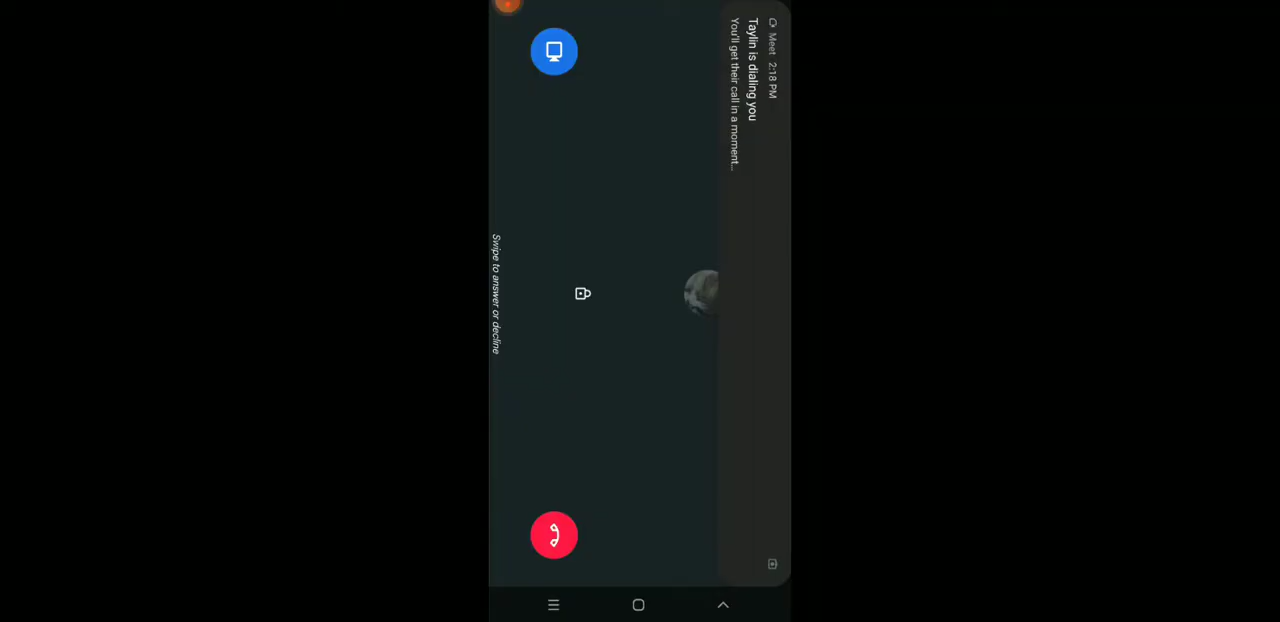 Meet 2:18 PM
Taylin is dialing you
You'll get their call in a moment...
Swipe to answer or decline